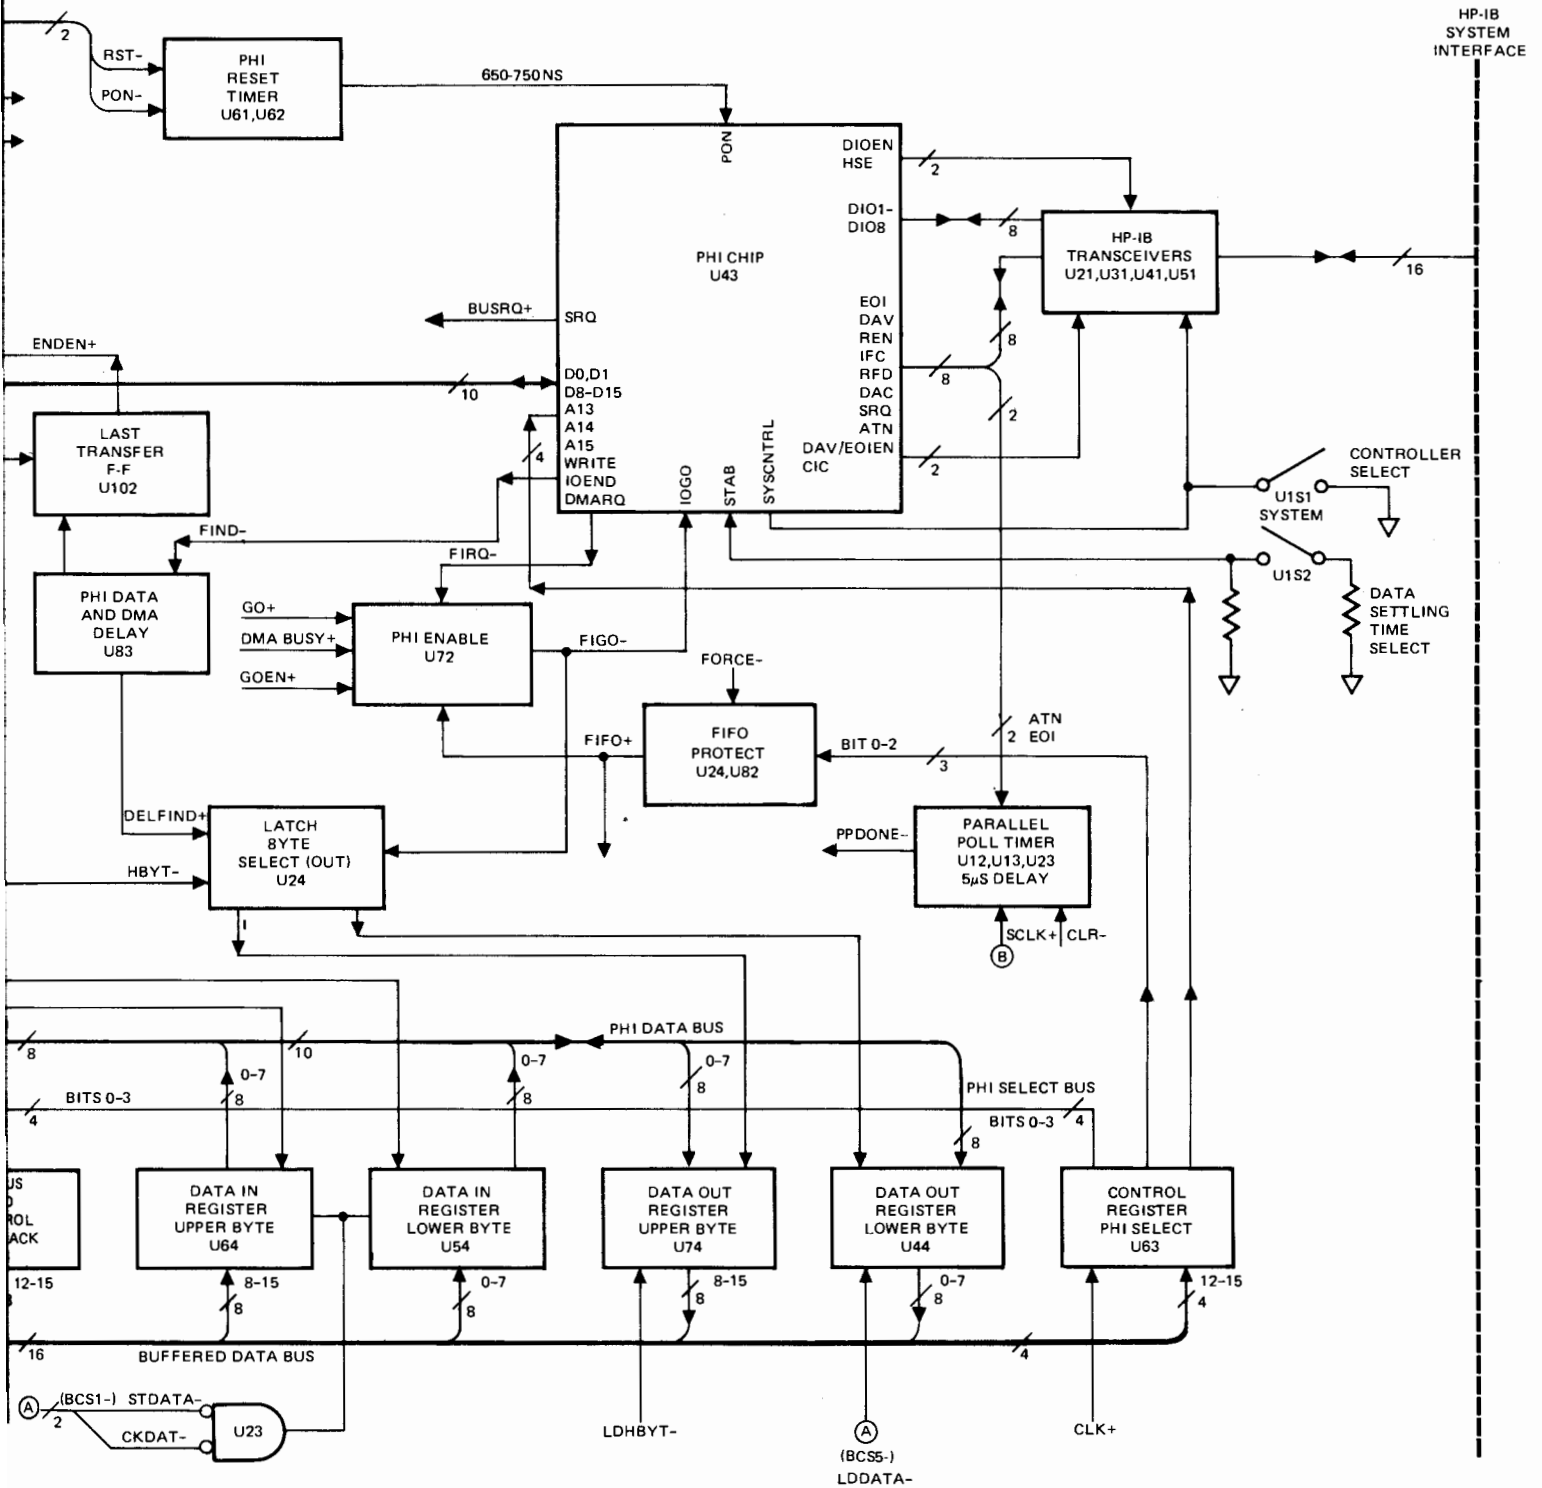 HP-IB
SYSTEM
INTERFACE
2
RST-
PON-
PHI
RESET
TIMER
U61,U62
650-750NS
PON
DIOEN
HSE
2
DIO1-
DIO8
8
HP-IB
TRANSCEIVERS
U21,U31,U41,U51
16
PHI CHIP
U43
BUSRQ+
SRQ
EOI
DAV
REN
IFC
RFD
DAC
SRQ
ATN
DAV/EOIEN
CIC
8
8
2
2
ENDEN+
10
D0,D1
D8-D15
A13
A14
A15
WRITE
IOEND
DMARQ
4
IOGO
STAB
SYSCNTRL
LAST
TRANSFER
F-F
U102
CONTROLLER
SELECT
U1S1
SYSTEM
U1S2
DATA
SETTLING
TIME
SELECT
FIND-
FIRQ-
PHI DATA
AND DMA
DELAY
U83
GO+
DMA BUSY+
GOEN+
PHI ENABLE
U72
FIGO-
FORCE-
FIFO+
FIFO
PROTECT
U24,U82
BIT 0-2
3
2
ATN
EOI
DELFIND+
HBYT-
LATCH
BYTE
SELECT (OUT)
U24
PPDONE-
PARALLEL
POLL TIMER
U12,U13,U23
5µS DELAY
SCLK+
CLR-
B
8
10
PHI DATA BUS
0-7
8
0-7
8
0-7
8
PHI SELECT BUS
BITS 0-3
4
BITS 0-3
4
8
US
ROL
ACK
12-15
DATA IN
REGISTER
UPPER BYTE
U64
DATA IN
REGISTER
LOWER BYTE
U54
DATA OUT
REGISTER
UPPER BYTE
U74
DATA OUT
REGISTER
LOWER BYTE
U44
CONTROL
REGISTER
PHI SELECT
U63
8-15
8
0-7
8
8-15
8
0-7
8
12-15
4
16
BUFFERED DATA BUS
4
A
2
(BCS1-) STDATA-
CKDAT-
U23
LDHBYT-
A
(BCS5-)
LDDATA-
CLK+